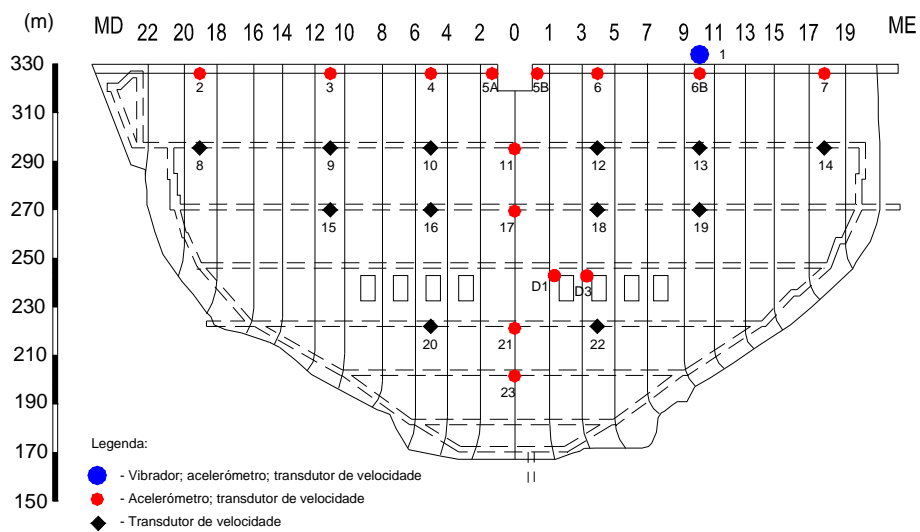 (m) MD 22 20 18 16 14 12 10 8 6 4 2 0 1 3 5 7 9 11 13 15 17 19 ME
1
330
2 3 4 5A 5B 6 6B 7
310
290
8 9 10 11 12 13 14
270
15 16 17 18 19
250
D1 D3
230
20 21 22
210
23
190
170
150
Legenda:
- Vibrador; acelerómetro; transdutor de velocidade
- Acelerómetro; transdutor de velocidade
- Transdutor de velocidade